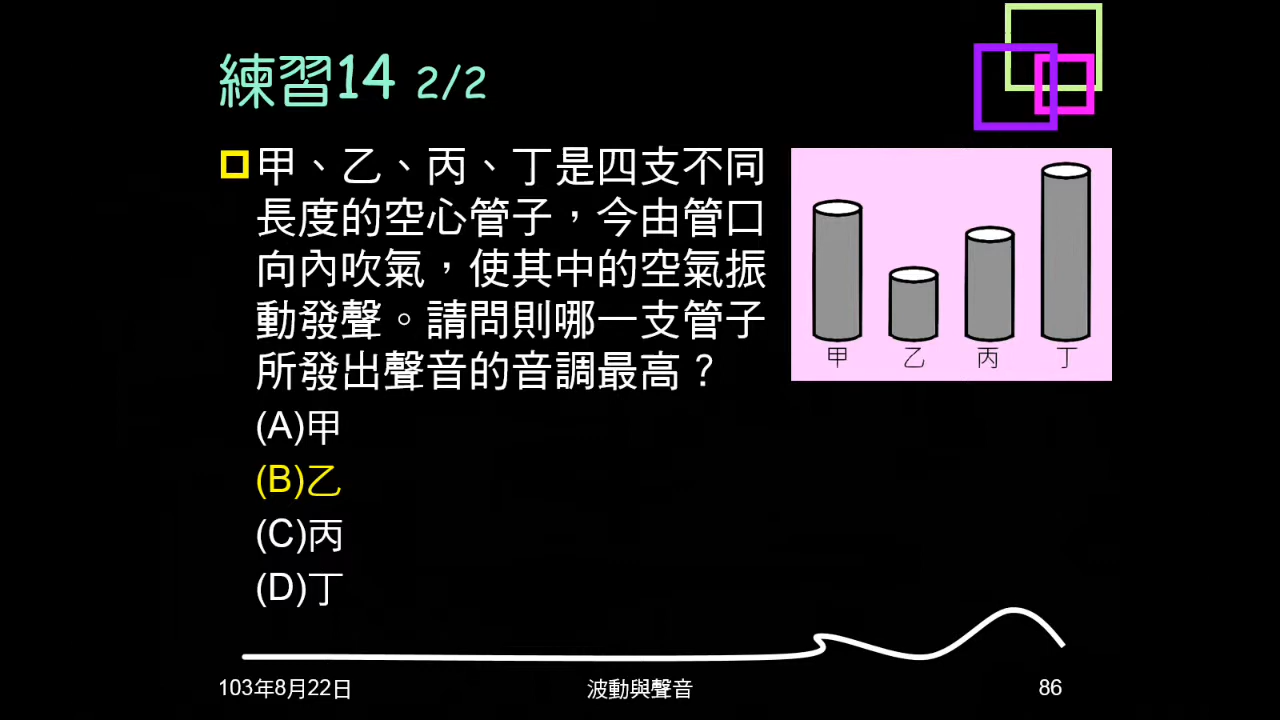 練習14 2/2
甲、乙、丙、丁是四支不同
長度的空心管子，今由管口
向內吹氣，使其中的空氣振
動發聲。請問則哪一支管子
所發出聲音的音調最高？
(A)甲
(B)乙
(C)丙
(D)丁
甲 乙 丙 丁
103年8月22日 波動與聲音 86